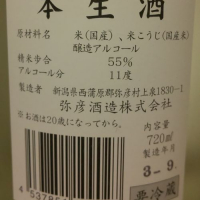 本生酒
原材料名 米(国産)、米こうじ(国産米)
醸造アルコール
精米歩合 55%
アルコール分 11度
製造者 新潟県西蒲原郡弥彦村上泉1830-1
弥彦酒造株式会社
※お酒は20歳になってから。
内容量
720ml
製造年月
3-9.
要冷蔵